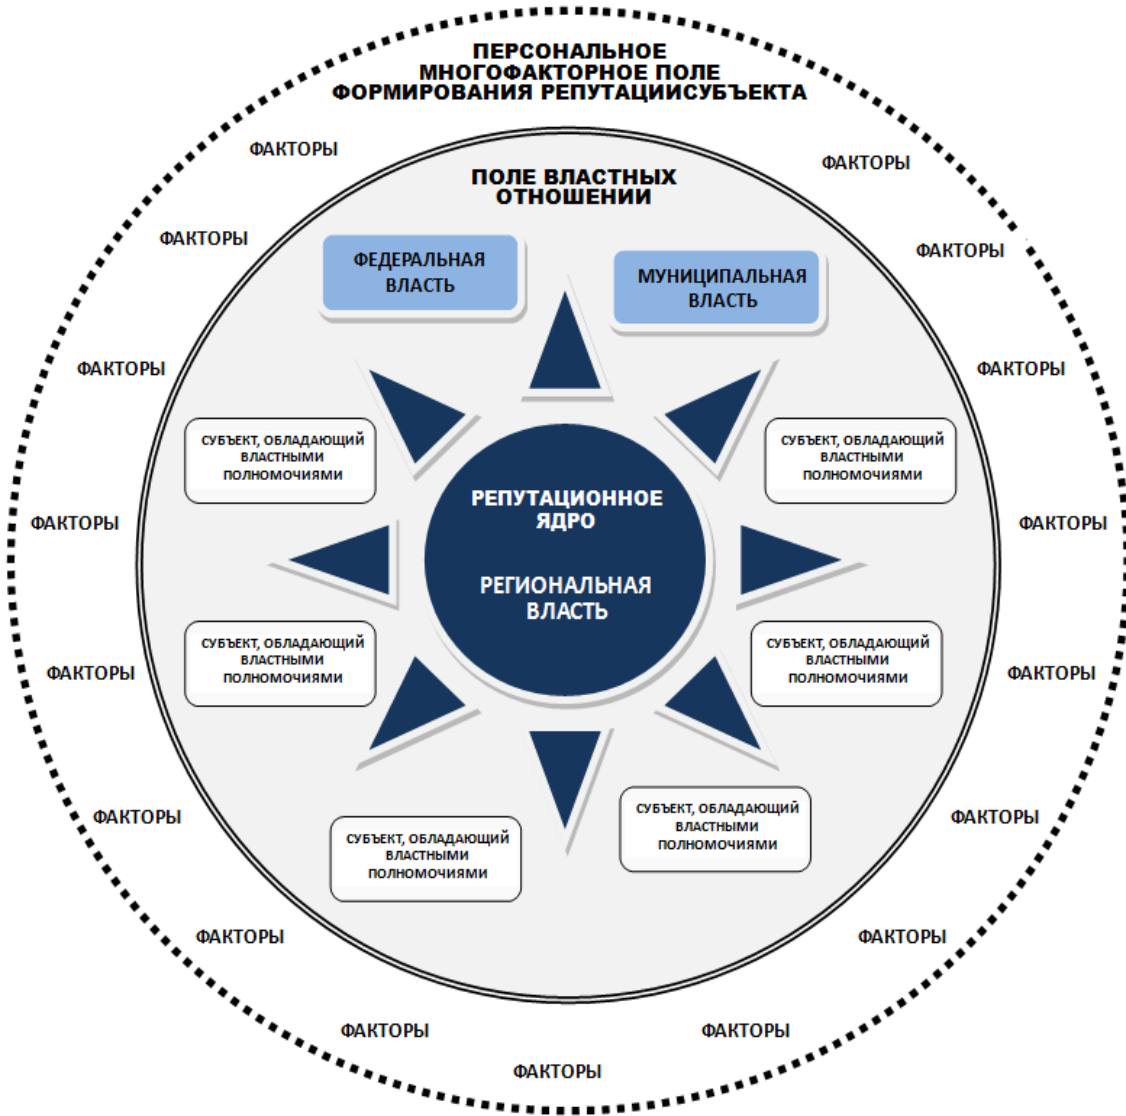 ПЕРСОНАЛЬНОЕ
МНОГОФАКТОРНОЕ ПОЛЕ
ФОРМИРОВАНИЯ РЕПУТАЦИИСУБЪЕКТА
ФАКТОРЫ
ФАКТОРЫ
ПОЛЕ ВЛАСТНЫХ
ОТНОШЕНИИ
ФАКТОРЫ
ФАКТОРЫ
ФЕДЕРАЛЬНАЯ
ВЛАСТЬ
МУНИЦИПАЛЬНАЯ
ВЛАСТЬ
ФАКТОРЫ
ФАКТОРЫ
СУБЪЕКТ, ОБЛАДАЮЩИЙ
ВЛАСТНЫМИ
ПОЛНОМОЧИЯМИ
СУБЪЕКТ, ОБЛАДАЮЩИЙ
ВЛАСТНЫМИ
ПОЛНОМОЧИЯМИ
РЕПУТАЦИОННОЕ
ЯДРО
ФАКТОРЫ
ФАКТОРЫ
РЕГИОНАЛЬНАЯ
ВЛАСТЬ
СУБЪЕКТ, ОБЛАДАЮЩИЙ
ВЛАСТНЫМИ
ПОЛНОМОЧИЯМИ
СУБЪЕКТ, ОБЛАДАЮЩИЙ
ВЛАСТНЫМИ
ПОЛНОМОЧИЯМИ
ФАКТОРЫ
ФАКТОРЫ
СУБЪЕКТ, ОБЛАДАЮЩИЙ
ВЛАСТНЫМИ
ПОЛНОМОЧИЯМИ
СУБЪЕКТ, ОБЛАДАЮЩИЙ
ВЛАСТНЫМИ
ПОЛНОМОЧИЯМИ
ФАКТОРЫ
ФАКТОРЫ
ФАКТОРЫ
ФАКТОРЫ
ФАКТОРЫ
ФАКТОРЫ
ФАКТОРЫ